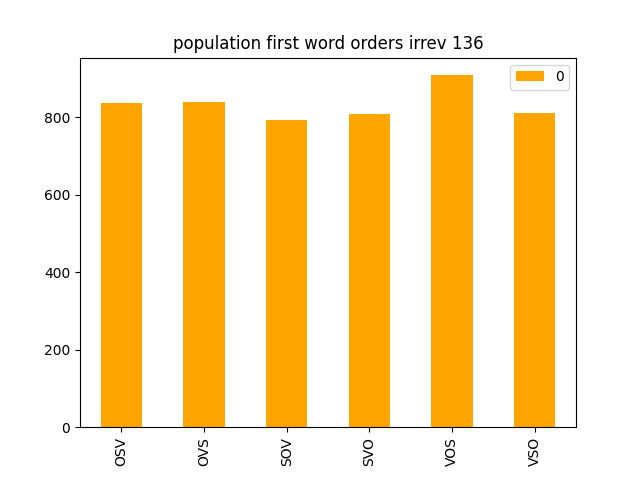 population first word orders irrev 136
0
800
600
400
200
0
OSV
OVS
SOV
SVO
VOS
VSO